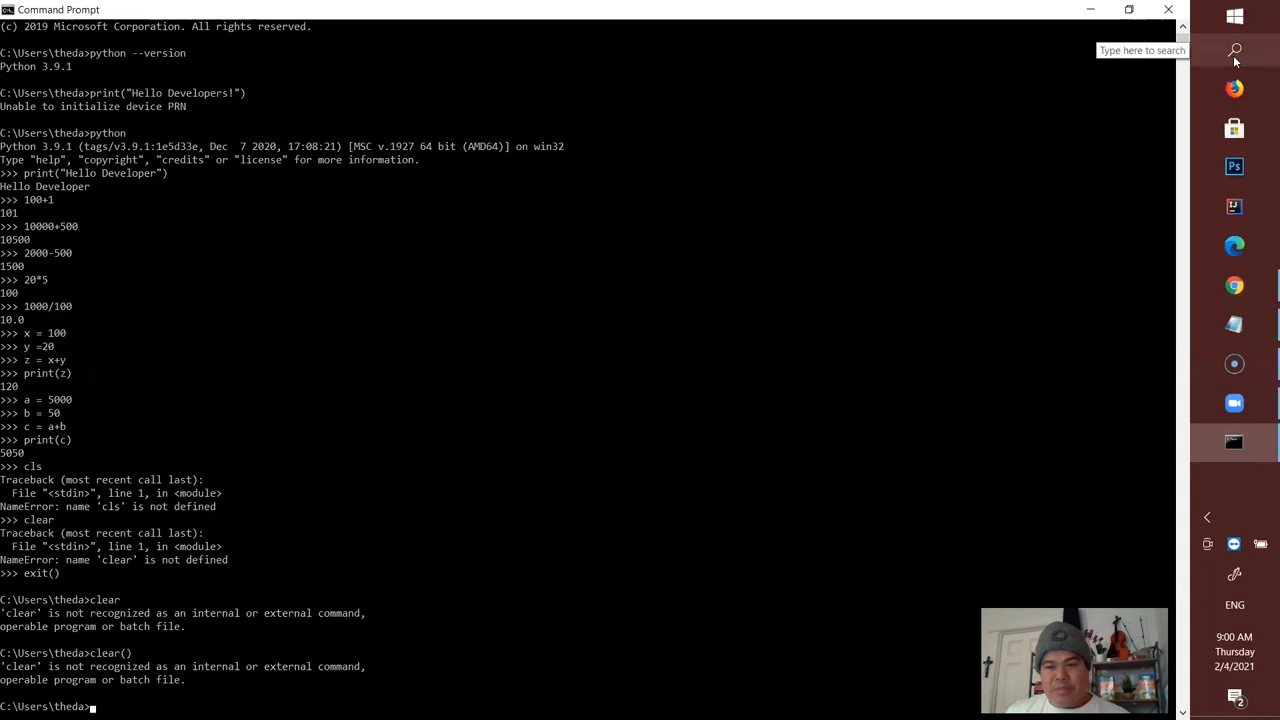 Command Prompt
(c) 2019 Microsoft Corporation. All rights reserved.
C:\Users\theda>python --version
Python 3.9.1
C:\Users\theda>print("Hello Developers!")
Unable to initialize device PRN
C:\Users\theda>python
Python 3.9.1 (tags/v3.9.1:1e5d33e, Dec  7 2020, 17:08:21) [MSC v.1927 64 bit (AMD64)] on win32
Type "help", "copyright", "credits" or "license" for more information.
>>> print("Hello Developer")
Hello Developer
>>> 100+1
101
>>> 10000+500
10500
>>> 2000-500
1500
>>> 20*5
100
>>> 1000/100
10.0
>>> x = 100
>>> y =20
>>> z = x+y
>>> print(z)
120
>>> a = 5000
>>> b = 50
>>> c = a+b
>>> print(c)
5050
>>> cls
Traceback (most recent call last):
  File "<stdin>", line 1, in <module>
NameError: name 'cls' is not defined
>>> clear
Traceback (most recent call last):
  File "<stdin>", line 1, in <module>
NameError: name 'clear' is not defined
>>> exit()
C:\Users\theda>clear
'clear' is not recognized as an internal or external command,
operable program or batch file.
C:\Users\theda>clear()
'clear' is not recognized as an internal or external command,
operable program or batch file.
C:\Users\theda>
Type here to search
Ps
IJ
ENG
9:00 AM
Thursday
2/4/2021
2